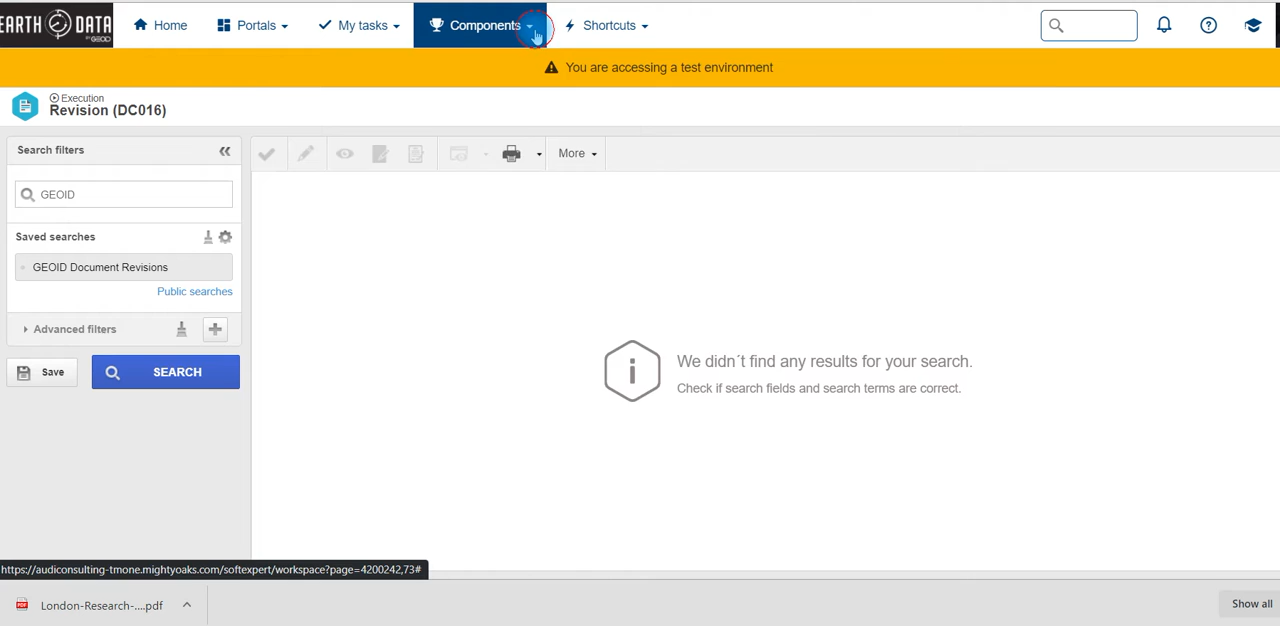 EARTH DATA
BY GEOD
Home
Portals
My tasks
Components
Shortcuts
You are accessing a test environment
Execution
Revision (DC016)
Search filters
GEOID
Saved searches
GEOID Document Revisions
Public searches
Advanced filters
Save
SEARCH
More
We didn´t find any results for your search.
Check if search fields and search terms are correct.
https://audiconsulting-tmone.mightyoaks.com/softexpert/workspace?page=4200242,73#
London-Research-....pdf
Show all